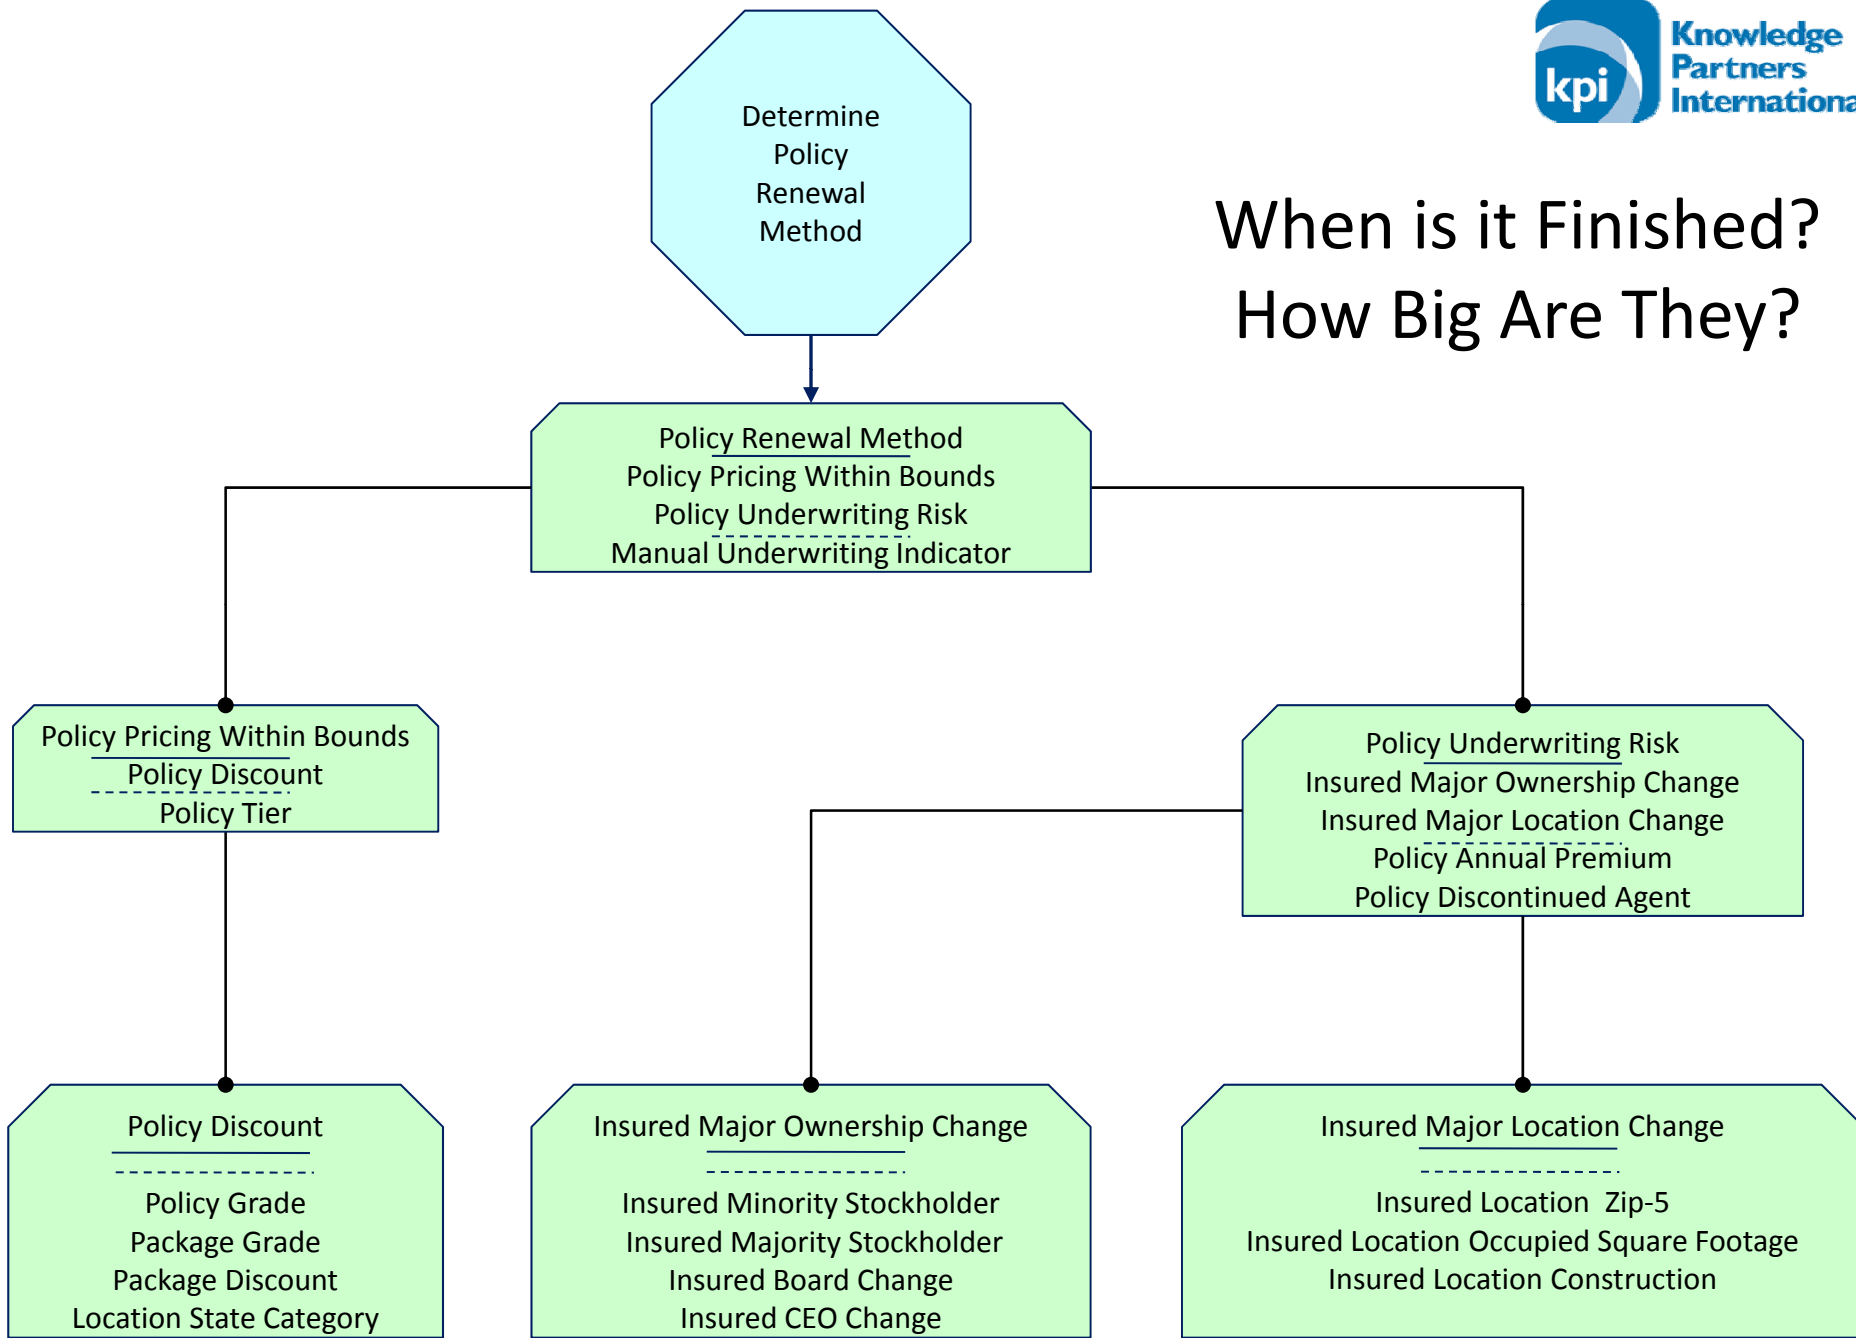 Knowledge
Partners
Internationa
kpi
Determine
Policy
Renewal
Method
When is it Finished?
How Big Are They?
Policy Renewal Method
Policy Pricing Within Bounds
Policy Underwriting Risk
Manual Underwriting Indicator
Policy Pricing Within Bounds
Policy Discount
Policy Tier
Policy Underwriting Risk
Insured Major Ownership Change
Insured Major Location Change
Policy Annual Premium
Policy Discontinued Agent
Policy Discount
Policy Grade
Package Grade
Package Discount
Location State Category
Insured Major Ownership Change
Insured Minority Stockholder
Insured Majority Stockholder
Insured Board Change
Insured CEO Change
Insured Major Location Change
Insured Location Zip-5
Insured Location Occupied Square Footage
Insured Location Construction